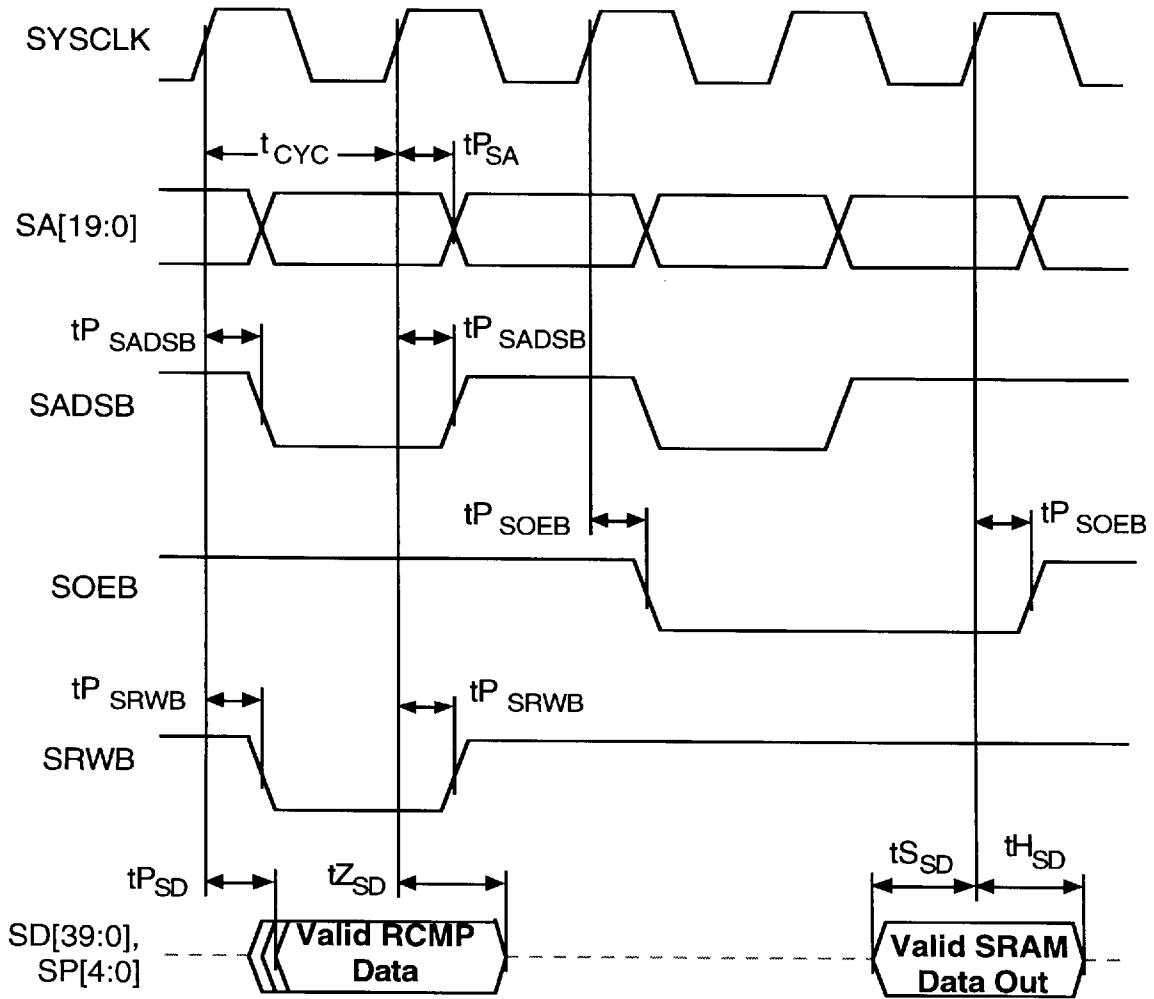 SYSCLK
tCYC
tPSA
SA[19:0]
tP SADSB
tP SADSB
SADSB
tP SOEB
tP SOEB
SOEB
tP SRWB
tP SRWB
SRWB
tPSD
tZSD
tSSD
tHSD
SD[39:0],
SP[4:0]
Valid RCMP
Data
Valid SRAM
Data Out